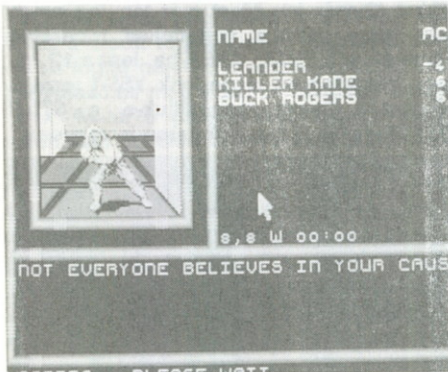 NAME AC
LEANDER -4
KILLER KANE 6
BUCK ROGERS
8,8 W 00:00
NOT EVERYONE BELIEVES IN YOUR CAUS
PLEASE WAIT